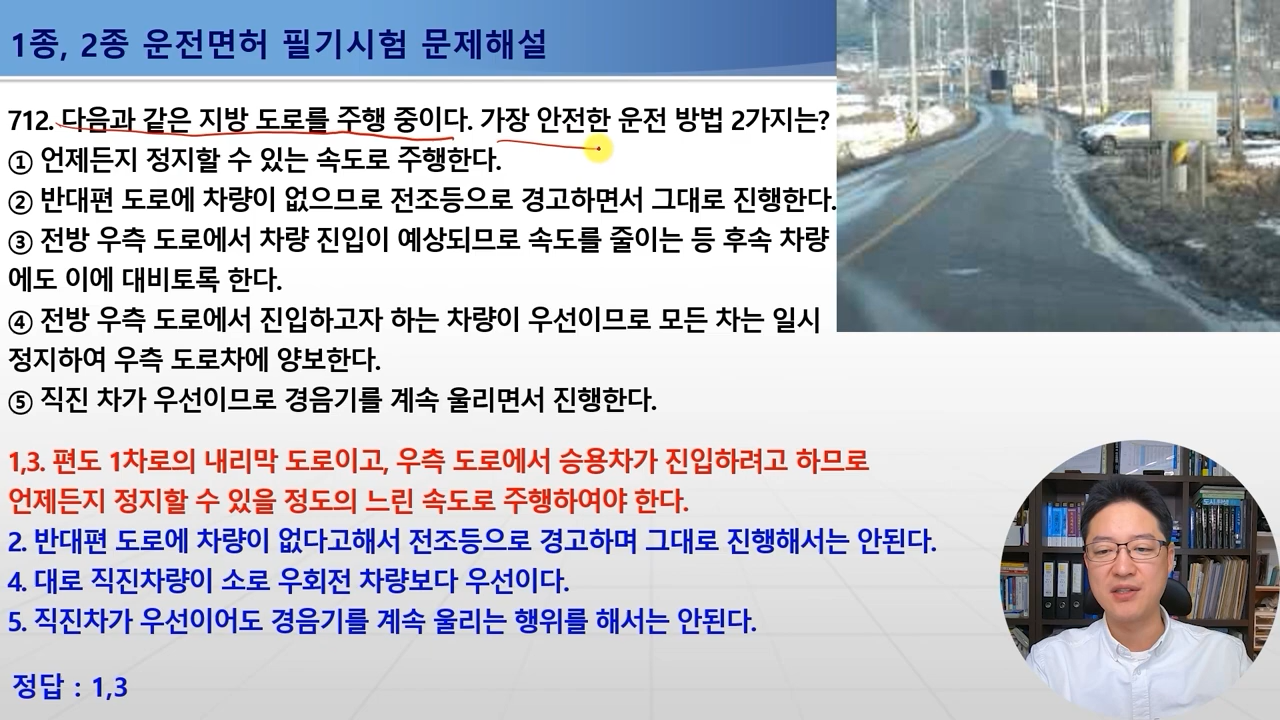 1종, 2종 운전면허 필기시험 문제해설
712. 다음과 같은 지방 도로를 주행 중이다. 가장 안전한 운전 방법 2가지는?
① 언제든지 정지할 수 있는 속도로 주행한다.
② 반대편 도로에 차량이 없으므로 전조등으로 경고하면서 그대로 진행한다.
③ 전방 우측 도로에서 차량 진입이 예상되므로 속도를 줄이는 등 후속 차량
에도 이에 대비토록 한다.
④ 전방 우측 도로에서 진입하고자 하는 차량이 우선이므로 모든 차는 일시
정지하여 우측 도로차에 양보한다.
⑤ 직진 차가 우선이므로 경음기를 계속 울리면서 진행한다.
1,3. 편도 1차로의 내리막 도로이고, 우측 도로에서 승용차가 진입하려고 하므로
언제든지 정지할 수 있을 정도의 느린 속도로 주행하여야 한다.
2. 반대편 도로에 차량이 없다고해서 전조등으로 경고하며 그대로 진행해서는 안된다.
4. 대로 직진차량이 소로 우회전 차량보다 우선이다.
5. 직진차가 우선이어도 경음기를 계속 울리는 행위를 해서는 안된다.
정답 : 1,3